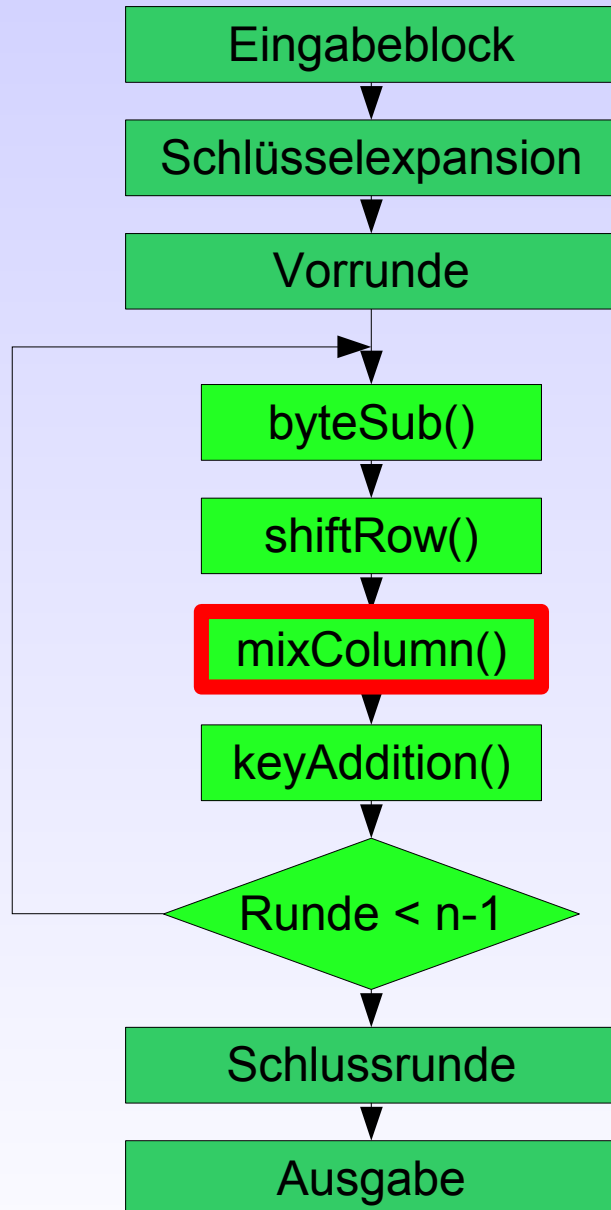 Eingabeblock
Schlüsselexpansion
Vorrunde
byteSub()
shiftRow()
mixColumn()
keyAddition()
Runde < n-1
Schlussrunde
Ausgabe